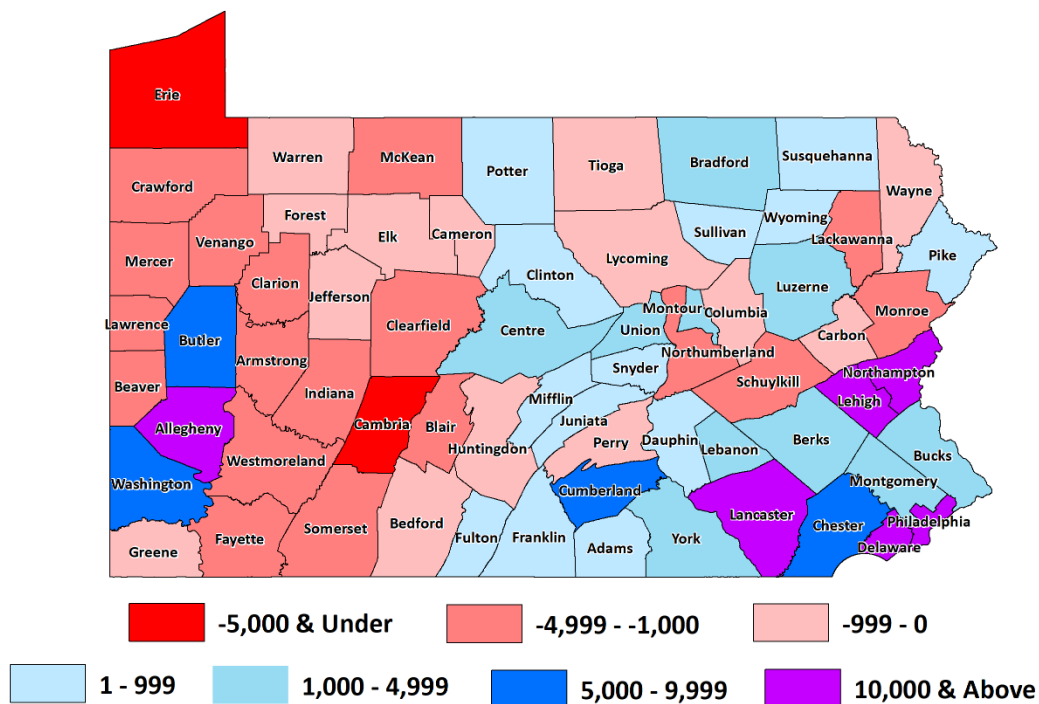 Erie
Warren
McKean
Potter
Tioga
Bradford
Susquehanna
Wayne
Crawford
Forest
Elk
Cameron
Sullivan
Wyoming
Lackawanna
Pike
Venango
Mercer
Clarion
Jefferson
Clinton
Lycoming
Luzerne
Lawrence
Butler
Clearfield
Centre
Union
Montour
Columbia
Carbon
Monroe
Armstrong
Northumberland
Snyder
Schuylkill
Northampton
Beaver
Indiana
Mifflin
Lehigh
Allegheny
Cambria
Blair
Huntingdon
Juniata
Perry
Dauphin
Lebanon
Berks
Bucks
Westmoreland
Washington
Cumberland
Montgomery
Lancaster
Chester
Philadelphia
Delaware
Greene
Fayette
Somerset
Bedford
Fulton
Franklin
Adams
York
-5,000 & Under
-4,999 - -1,000
-999 - 0
1 - 999
1,000 - 4,999
5,000 - 9,999
10,000 & Above